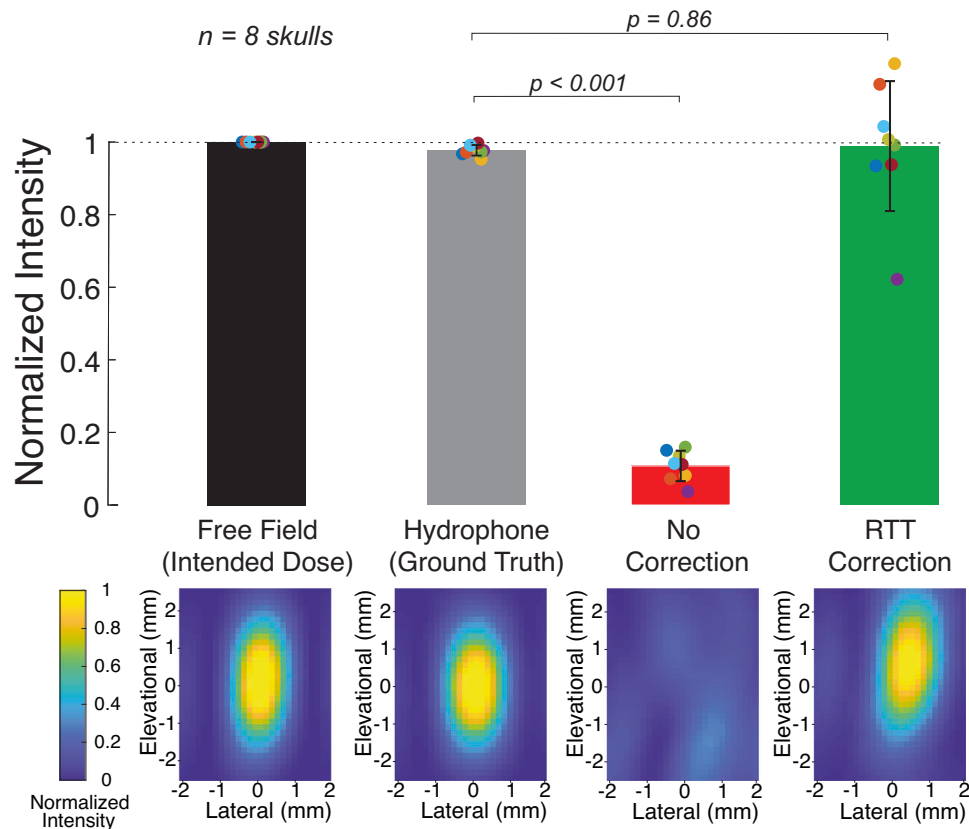 n = 8 skulls
p = 0.86
p < 0.001
Normalized Intensity
1
0.8
0.6
0.4
0.2
0
Free Field
(Intended Dose)
Hydrophone
(Ground Truth)
No
Correction
RTT
Correction
1
0.8
0.6
0.4
0.2
0
Normalized
Intensity
Elevational (mm)
2
1
0
-1
-2
-2 -1 0 1 2
Lateral (mm)
Elevational (mm)
2
1
0
-1
-2
-2 -1 0 1 2
Lateral (mm)
Elevational (mm)
2
1
0
-1
-2
-2 -1 0 1 2
Lateral (mm)
Elevational (mm)
2
1
0
-1
-2
-2 -1 0 1 2
Lateral (mm)